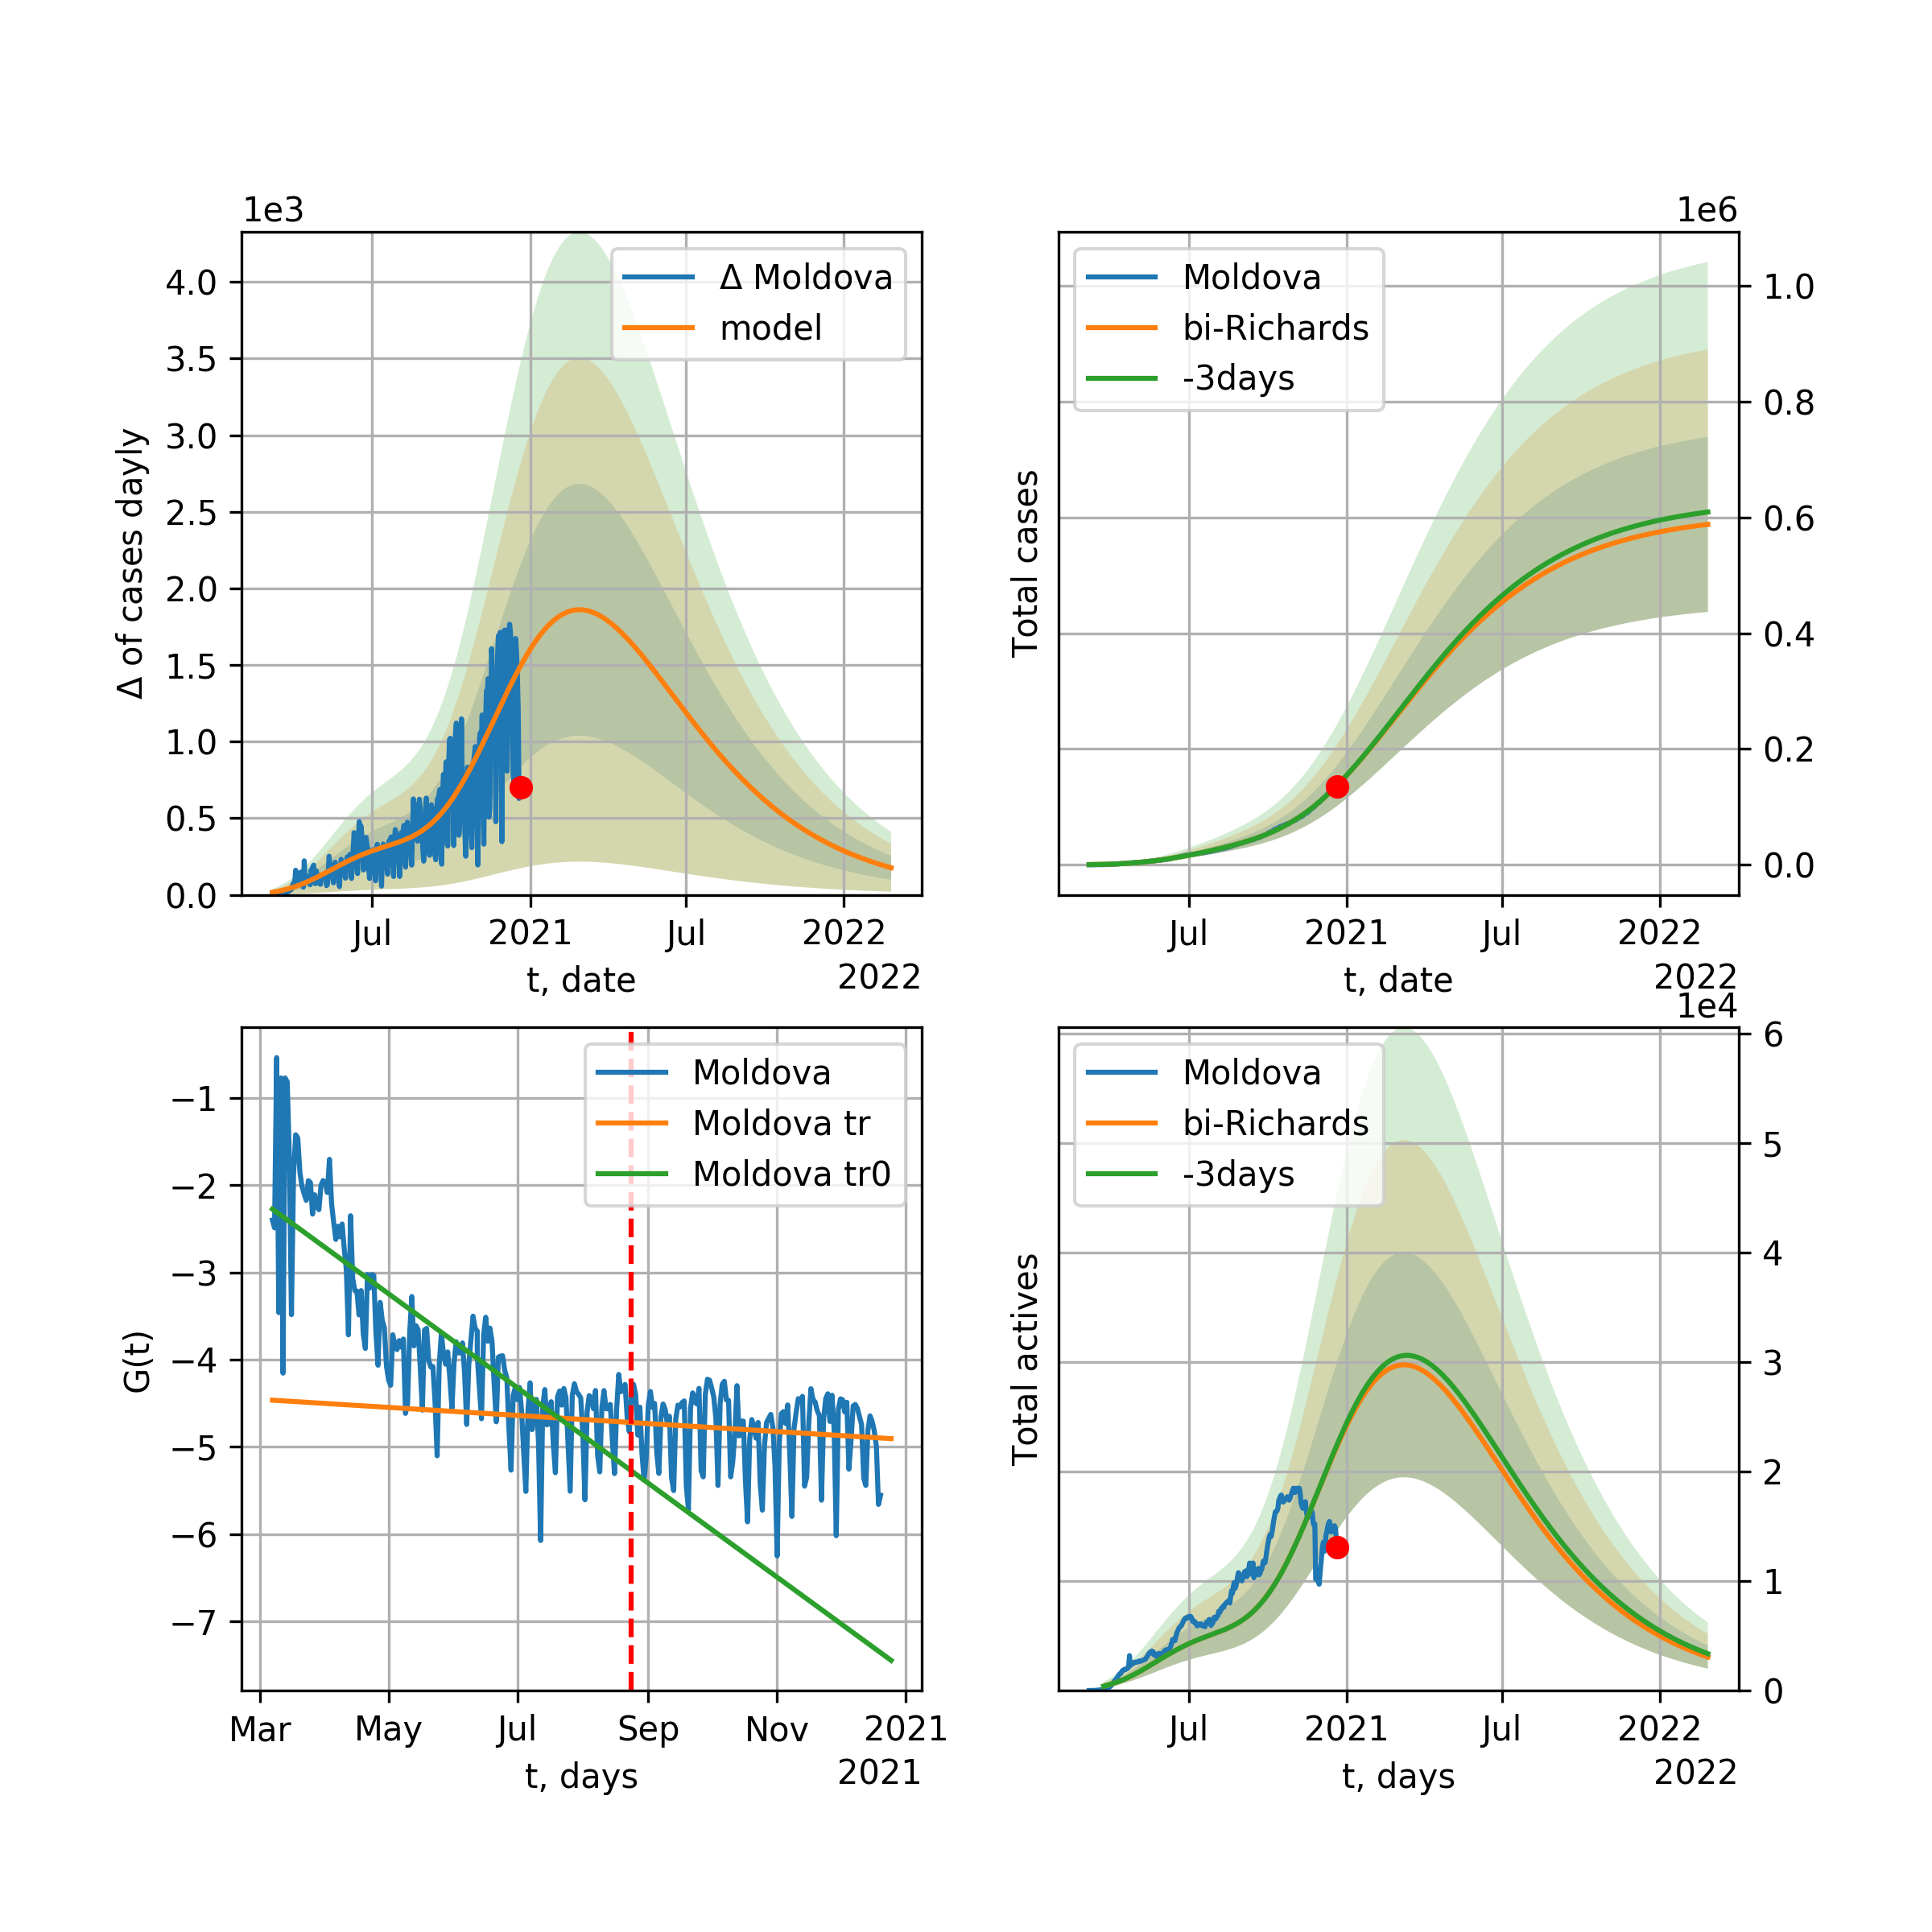 1e3
Δ of cases dayly
4.0
3.5
3.0
2.5
2.0
1.5
1.0
0.5
0.0
Δ Moldova
model
Jul 2021 Jul 2022
t, date
2022
1e6
Total cases
Moldova
bi-Richards
-3days
1.0
0.8
0.6
0.4
0.2
0.0
Jul 2021 Jul 2022
t, date
2022
G(t)
−1
−2
−3
−4
−5
−6
−7
Moldova
Moldova tr
Moldova tr0
Mar May Jul Sep Nov 2021
t, days
2021
1e4
Total actives
Moldova
bi-Richards
-3days
6
5
4
3
2
1
0
Jul 2021 Jul 2022
t, days
2022